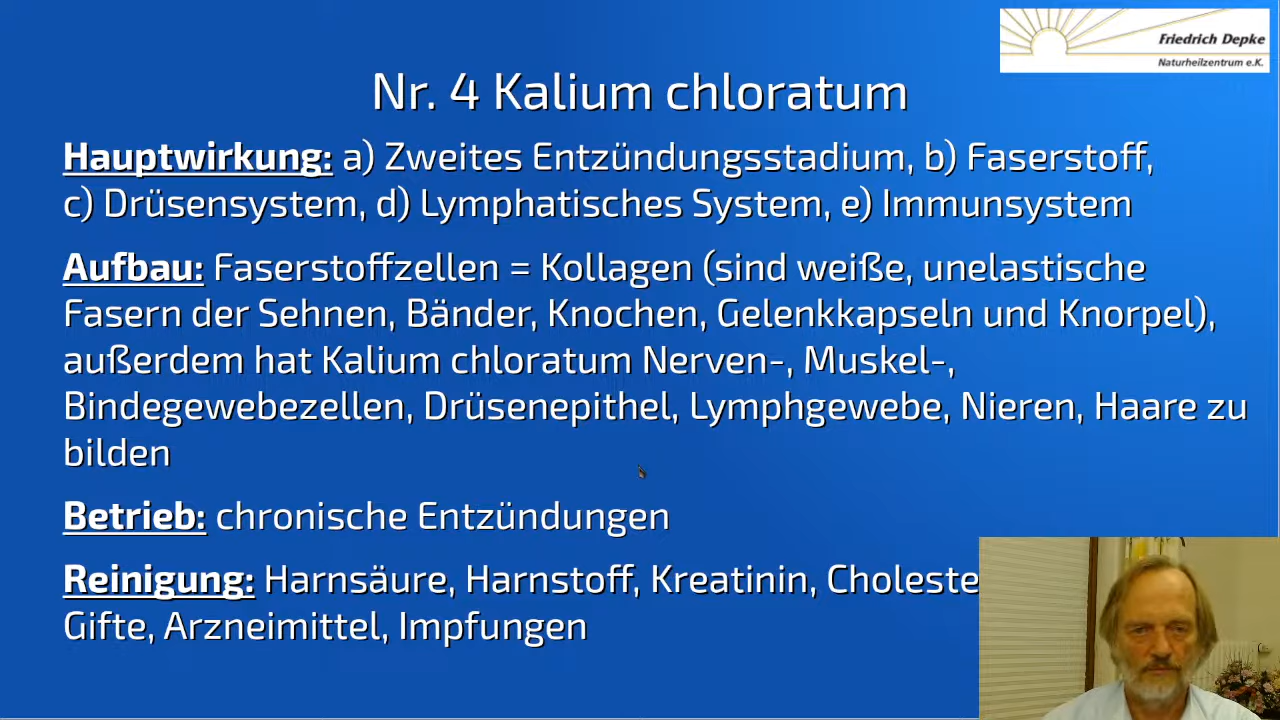 Friedrich Depke
Naturheilzentrum e.K.
Nr. 4 Kalium chloratum
Hauptwirkung: a) Zweites Entzündungsstadium, b) Faserstoff,
c) Drüsensystem, d) Lymphatisches System, e) Immunsystem
Aufbau: Faserstoffzellen = Kollagen (sind weiße, unelastische
Fasern der Sehnen, Bänder, Knochen, Gelenkkapseln und Knorpel),
außerdem hat Kalium chloratum Nerven-, Muskel-,
Bindegewebezellen, Drüsenepithel, Lymphgewebe, Nieren, Haare zu
bilden
Betrieb: chronische Entzündungen
Reinigung: Harnsäure, Harnstoff, Kreatinin, Choleste
Gifte, Arzneimittel, Impfungen